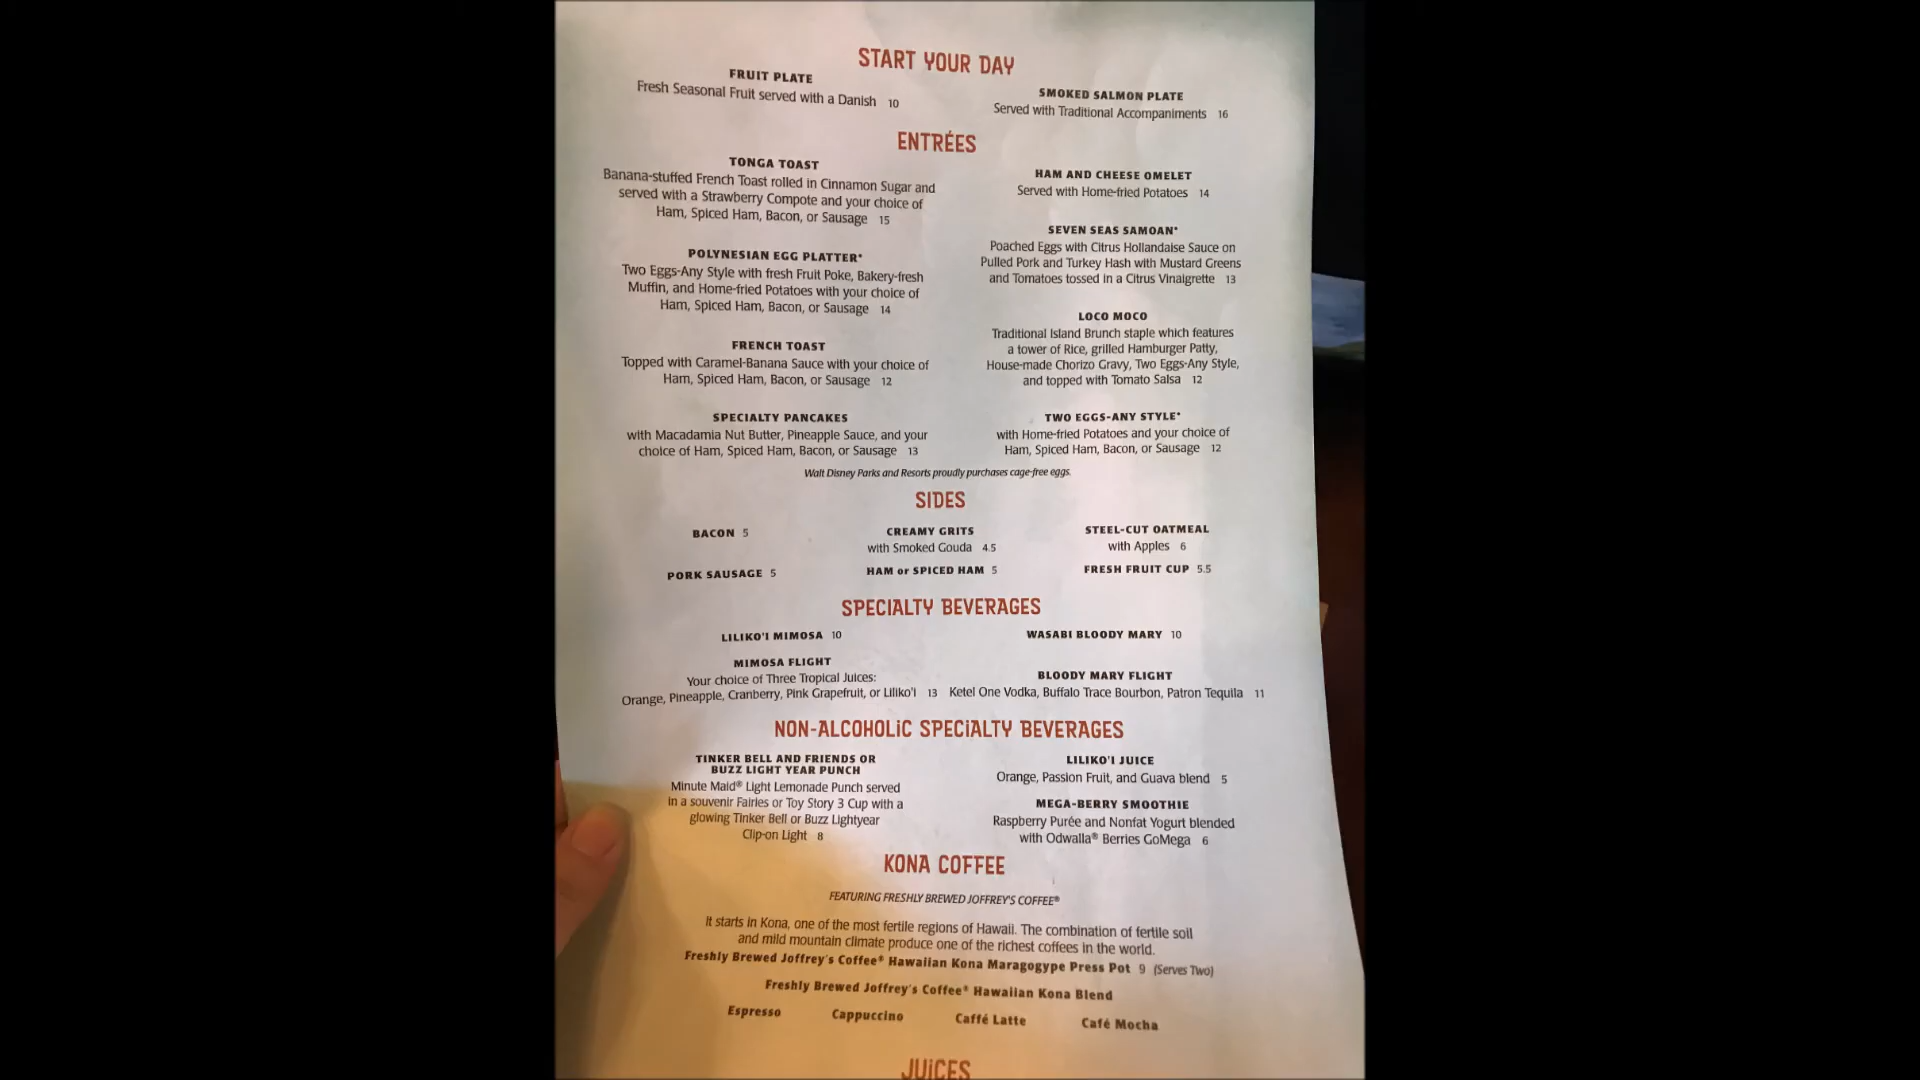 START YOUR DAY
FRUIT PLATE
Fresh Seasonal Fruit served with a Danish 10
SMOKED SALMON PLATE
Served with Traditional Accompaniments 16
ENTRÉES
TONGA TOAST
Banana-stuffed French Toast rolled in Cinnamon Sugar and
served with a Strawberry Compote and your choice of
Ham, Spiced Ham, Bacon, or Sausage 15
POLYNESIAN EGG PLATTER*
Two Eggs-Any Style with fresh Fruit Poke, Bakery-fresh
Muffin, and Home-fried Potatoes with your choice of
Ham, Spiced Ham, Bacon, or Sausage 14
FRENCH TOAST
Topped with Caramel-Banana Sauce with your choice of
Ham, Spiced Ham, Bacon, or Sausage 12
SPECIALTY PANCAKES
with Macadamia Nut Butter, Pineapple Sauce, and your
choice of Ham, Spiced Ham, Bacon, or Sausage 13
HAM AND CHEESE OMELET
Served with Home-fried Potatoes 14
SEVEN SEAS SAMOAN*
Poached Eggs with Citrus Hollandaise Sauce on
Pulled Pork and Turkey Hash with Mustard Greens
and Tomatoes tossed in a Citrus Vinaigrette 13
LOCO MOCO
Traditional Island Brunch staple which features
a tower of Rice, grilled Hamburger Patty,
House-made Chorizo Gravy, Two Eggs-Any Style,
and topped with Tomato Salsa 12
TWO EGGS-ANY STYLE*
with Home-fried Potatoes and your choice of
Ham, Spiced Ham, Bacon, or Sausage 12
Walt Disney Parks and Resorts proudly purchases cage-free eggs.
SIDES
BACON 5
CREAMY GRITS
with Smoked Gouda 4.5
STEEL-CUT OATMEAL
with Apples 6
PORK SAUSAGE 5
HAM or SPICED HAM 5
FRESH FRUIT CUP 5.5
SPECIALTY BEVERAGES
LILIKO'I MIMOSA 10
WASABI BLOODY MARY 10
MIMOSA FLIGHT
Your choice of Three Tropical Juices:
Orange, Pineapple, Cranberry, Pink Grapefruit, or Liliko'i 13
BLOODY MARY FLIGHT
Ketel One Vodka, Buffalo Trace Bourbon, Patron Tequila 11
NON-ALCOHOLIC SPECIALTY BEVERAGES
TINKER BELL AND FRIENDS OR
BUZZ LIGHT YEAR PUNCH
Minute Maid® Light Lemonade Punch served
in a souvenir Fairies or Toy Story 3 Cup with a
glowing Tinker Bell or Buzz Lightyear
Clip-on Light 8
LILIKO'I JUICE
Orange, Passion Fruit, and Guava blend 5
MEGA-BERRY SMOOTHIE
Raspberry Purée and Nonfat Yogurt blended
with Odwalla® Berries GoMega 6
KONA COFFEE
FEATURING FRESHLY BREWED JOFFREY'S COFFEE®
It starts in Kona, one of the most fertile regions of Hawaii. The combination of fertile soil
and mild mountain climate produce one of the richest coffees in the world.
Freshly Brewed Joffrey's Coffee® Hawaiian Kona Maragogype Press Pot 9 (Serves Two)
Freshly Brewed Joffrey's Coffee® Hawaiian Kona Blend
Espresso Cappuccino Caffé Latte Café Mocha
JUICES